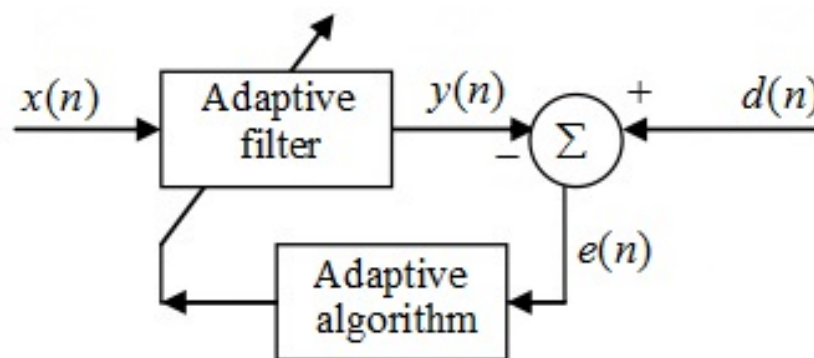 x(n)
Adaptive
filter
y(n)
−
Σ
+
d(n)
e(n)
Adaptive
algorithm